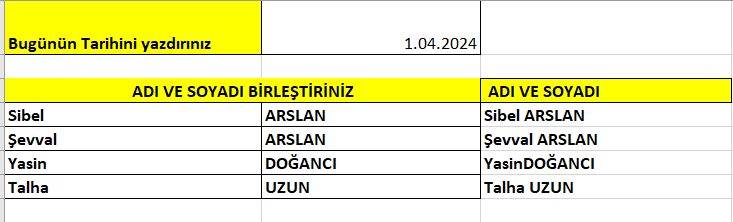 Bugünün Tarihini yazdırınız 1.04.2024
ADI VE SOYADI BİRLEŞTİRİNİZ ADI VE SOYADI
Sibel ARSLAN Sibel ARSLAN
Şevval ARSLAN Şevval ARSLAN
Yasin DOĞANCI YasinDOĞANCI
Talha UZUN Talha UZUN